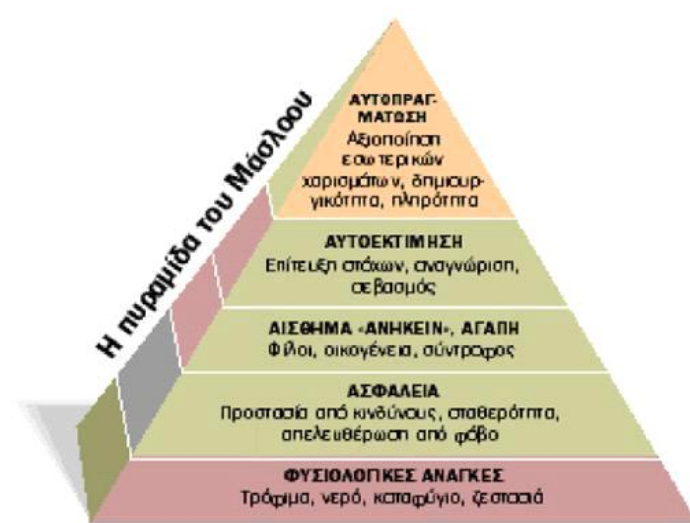 Η πυραμίδα του Μάσλοου
ΑΥΤΟΠΡΑΓ-
ΜΑΤΩΣΗ
Αξιοποίηση
εσωτερικών
χαρισμάτων, δημιουρ-
γικότητα, πληρότητα
ΑΥΤΟΕΚΤΙΜΗΣΗ
Επίτευξη στόχων, αναγνώριση,
σεβασμός
ΑΙΣΘΗΜΑ «ΑΝΗΚΕΙΝ», ΑΓΑΠΗ
Φίλοι, οικογένεια, σύντροφος
ΑΣΦΑΛΕΙΑ
Προστασία από κινδύνους, σταθερότητα,
απελευθέρωση από φόβο
ΦΥΣΙΟΛΟΓΙΚΕΣ ΑΝΑΓΚΕΣ
Τρόφιμα, νερό, καταφύγιο, ζεστασιά